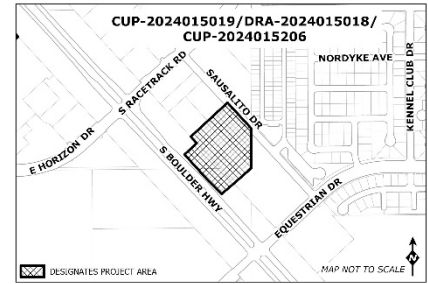 CUP-2024015019/DRA-2024015018/
CUP-2024015206
NORDYKE AVE
KENNEL CLUB DR
S RACETRACK RD
SAUSALITO DR
E HORIZON DR
S BOULDER HWY
EQUESTRIAN DR
DESIGNATES PROJECT AREA
MAP NOT TO SCALE
N